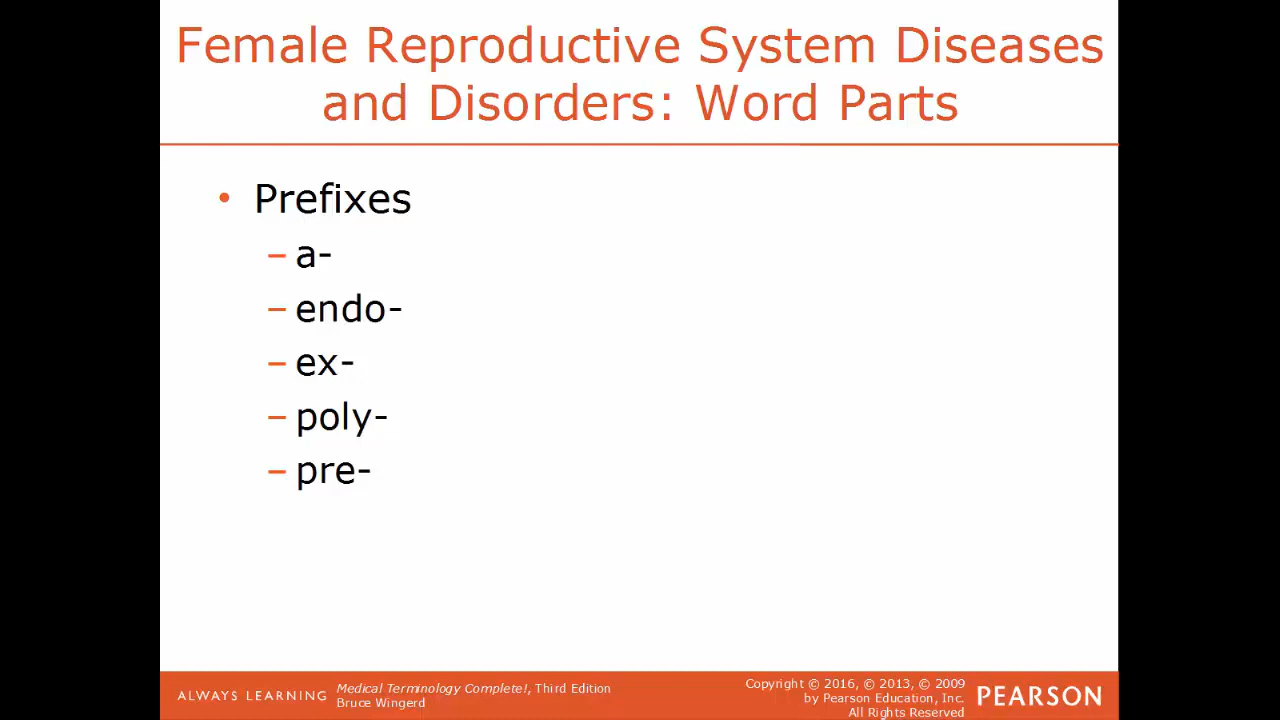 Female Reproductive System Diseases
and Disorders: Word Parts
• Prefixes
– a-
– endo-
– ex-
– poly-
– pre-
ALWAYS LEARNING
Medical Terminology Complete!, Third Edition
Bruce Wingerd
Copyright © 2016, © 2013, © 2009
by Pearson Education, Inc.
All Rights Reserved
PEARSON